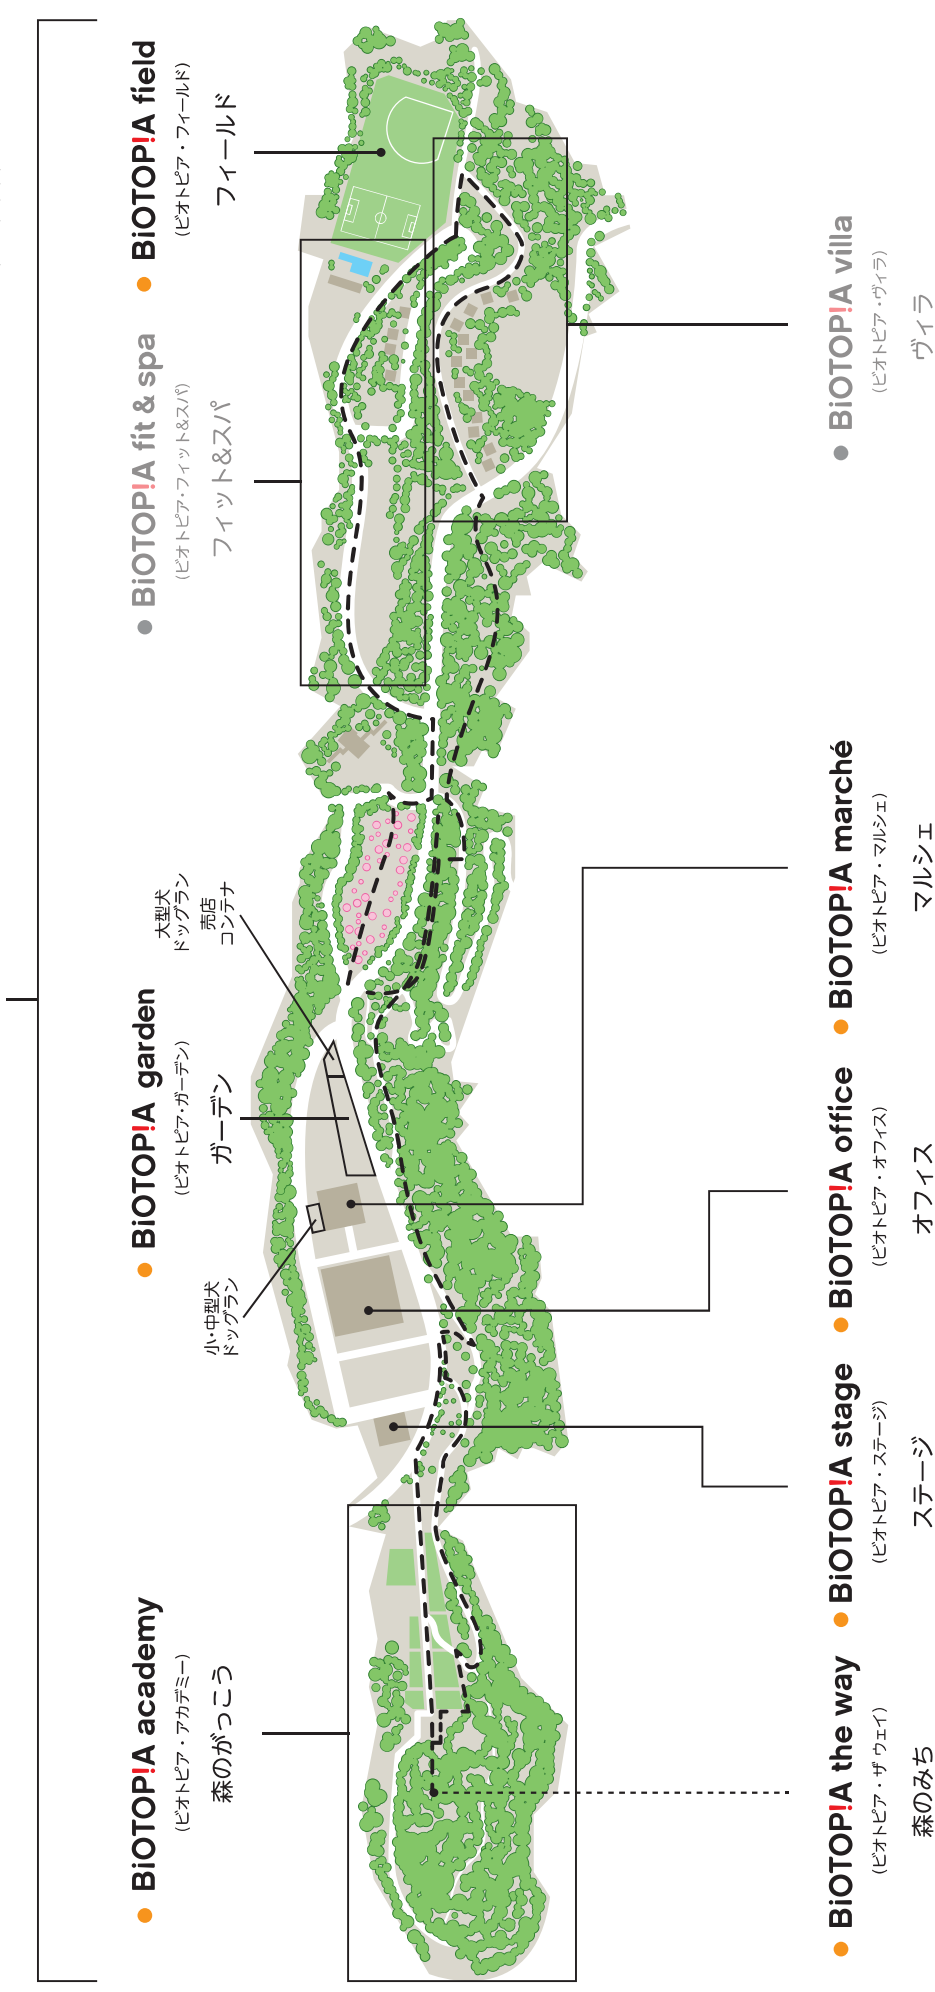 BiOTOP!A academy
(ビオトピア・アカデミー)
森のがっこう
BiOTOP!A garden
(ビオトピア・ガーデン)
ガーデン
小・中型犬
ドッグラン
大型犬
ドッグラン
売店
コンテナ
BiOTOP!A fit & spa
(ビオトピア・フィット&スパ)
フィット&スパ
BiOTOP!A field
(ビオトピア・フィールド)
フィールド
BiOTOP!A the way
(ビオトピア・ザ ウェイ)
森のみち
BiOTOP!A stage
(ビオトピア・ステージ)
ステージ
BiOTOP!A office
(ビオトピア・オフィス)
オフィス
BiOTOP!A marché
(ビオトピア・マルシェ)
マルシェ
BiOTOP!A villa
(ビオトピア・ヴィラ)
ヴィラ